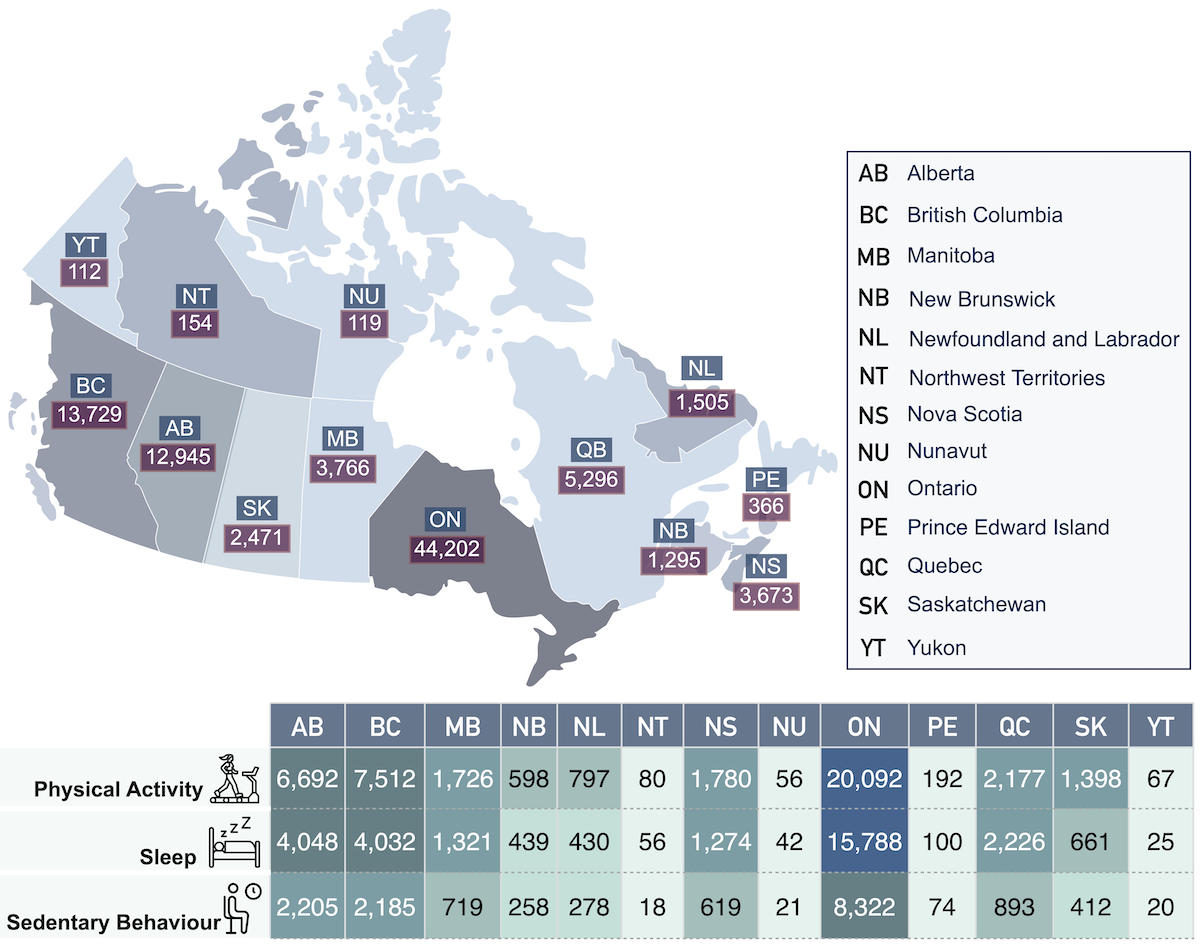 YT
112
NT
154
NU
119
BC
13,729
AB
12,945
SK
2,471
MB
3,766
ON
44,202
QB
5,296
NL
1,505
PE
366
NB
1,295
NS
3,673
AB Alberta
BC British Columbia
MB Manitoba
NB New Brunswick
NL Newfoundland and Labrador
NT Northwest Territories
NS Nova Scotia
NU Nunavut
ON Ontario
PE Prince Edward Island
QC Quebec
SK Saskatchewan
YT Yukon
AB BC MB NB NL NT NS NU ON PE QC SK YT
Physical Activity 6,692 7,512 1,726 598 797 80 1,780 56 20,092 192 2,177 1,398 67
z z Z Z
Sleep 4,048 4,032 1,321 439 430 56 1,274 42 15,788 100 2,226 661 25
Sedentary Behaviour 2,205 2,185 719 258 278 18 619 21 8,322 74 893 412 20